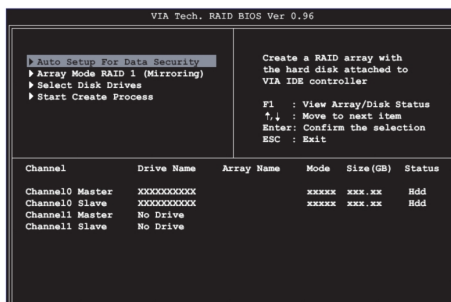 VIA Tech. RAID BIOS Ver 0.96
Auto Setup For Data Security
Array Mode RAID 1 (Mirroring)
Select Disk Drives
Start Create Process
Create a RAID array with
the hard disk attached to
VIA IDE controller
F1 : View Array/Disk Status
↑,↓ : Move to next item
Enter: Confirm the selection
ESC : Exit
Channel Drive Name Array Name Mode Size(GB) Status
Channel0 Master XXXXXXXXXX xxxxx xxx.xx Hdd
Channel0 Slave XXXXXXXXXX xxxxx xxx.xx Hdd
Channel1 Master No Drive
Channel1 Slave No Drive